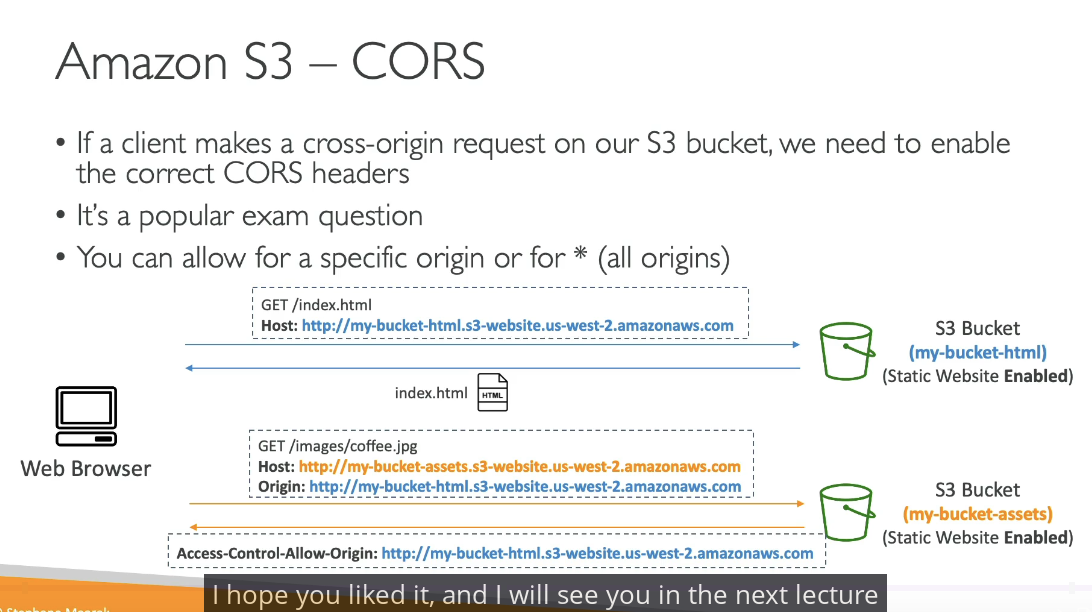 Amazon S3 – CORS
• If a client makes a cross-origin request on our S3 bucket, we need to enable
the correct CORS headers
• It's a popular exam question
• You can allow for a specific origin or for * (all origins)
GET /index.html
Host: http://my-bucket-html.s3-website.us-west-2.amazonaws.com
S3 Bucket
(my-bucket-html)
(Static Website Enabled)
index.html
HTML
Web Browser
GET /images/coffee.jpg
Host: http://my-bucket-assets.s3-website.us-west-2.amazonaws.com
Origin: http://my-bucket-html.s3-website.us-west-2.amazonaws.com
S3 Bucket
(my-bucket-assets)
(Static Website Enabled)
Access-Control-Allow-Origin: http://my-bucket-html.s3-website.us-west-2.amazonaws.com
I hope you liked it, and I will see you in the next lecture